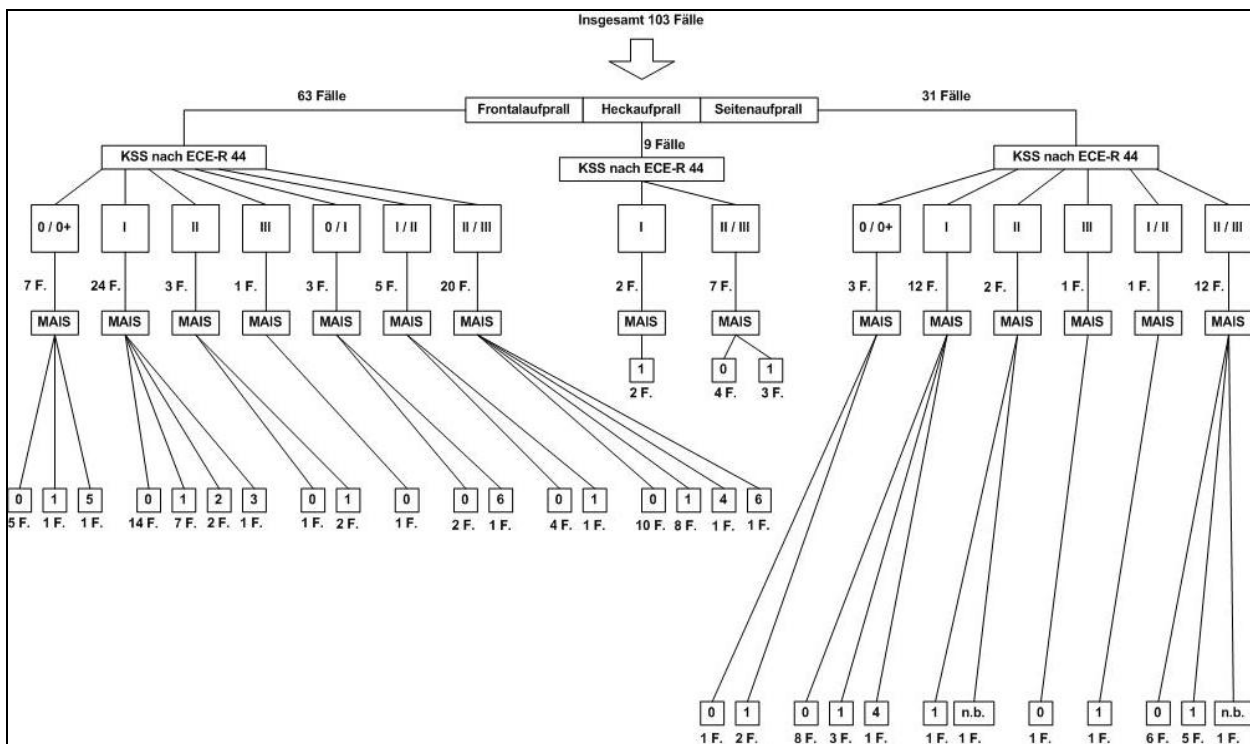 Insgesamt 103 Fälle
63 Fälle
Frontalaufprall Heckaufprall Seitenaufprall
31 Fälle
9 Fälle
KSS nach ECE-R 44 KSS nach ECE-R 44 KSS nach ECE-R 44
0 / 0+ I II III 0 / I I / II II / III I II / III 0 / 0+ I II III I / II II / III
7 F. 24 F. 3 F. 1 F. 3 F. 5 F. 20 F. 2 F. 7 F. 3 F. 12 F. 2 F. 1 F. 1 F. 12 F.
MAIS MAIS MAIS MAIS MAIS MAIS MAIS MAIS MAIS MAIS MAIS MAIS MAIS MAIS MAIS
1 0 1
2 F. 4 F. 3 F.
0 1 5 0 1 2 3 0 1 0 0 6 0 1 0 1 4 6
5 F. 1 F. 1 F. 14 F. 7 F. 2 F. 1 F. 1 F. 2 F. 1 F. 2 F. 1 F. 4 F. 1 F. 10 F. 8 F. 1 F. 1 F.
0 1 0 1 4 1 n.b. 0 1 0 1 n.b.
1 F. 2 F. 8 F. 3 F. 1 F. 1 F. 1 F. 1 F. 1 F. 6 F. 5 F. 1 F.